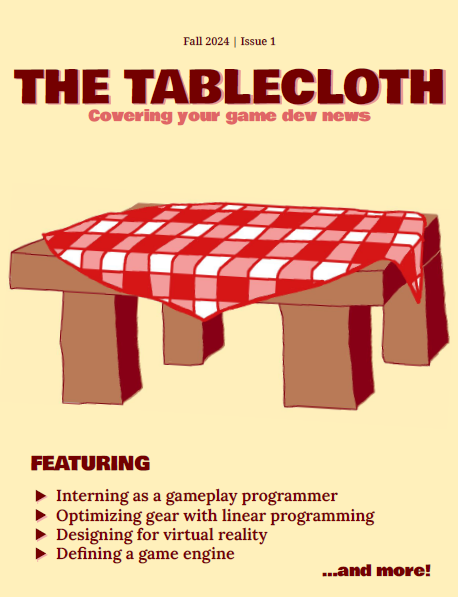 Fall 2024 | Issue 1
THE TABLECLOTH
Covering your game dev news
FEATURING
Interning as a gameplay programmer
Optimizing gear with linear programming
Designing for virtual reality
Defining a game engine
...and more!